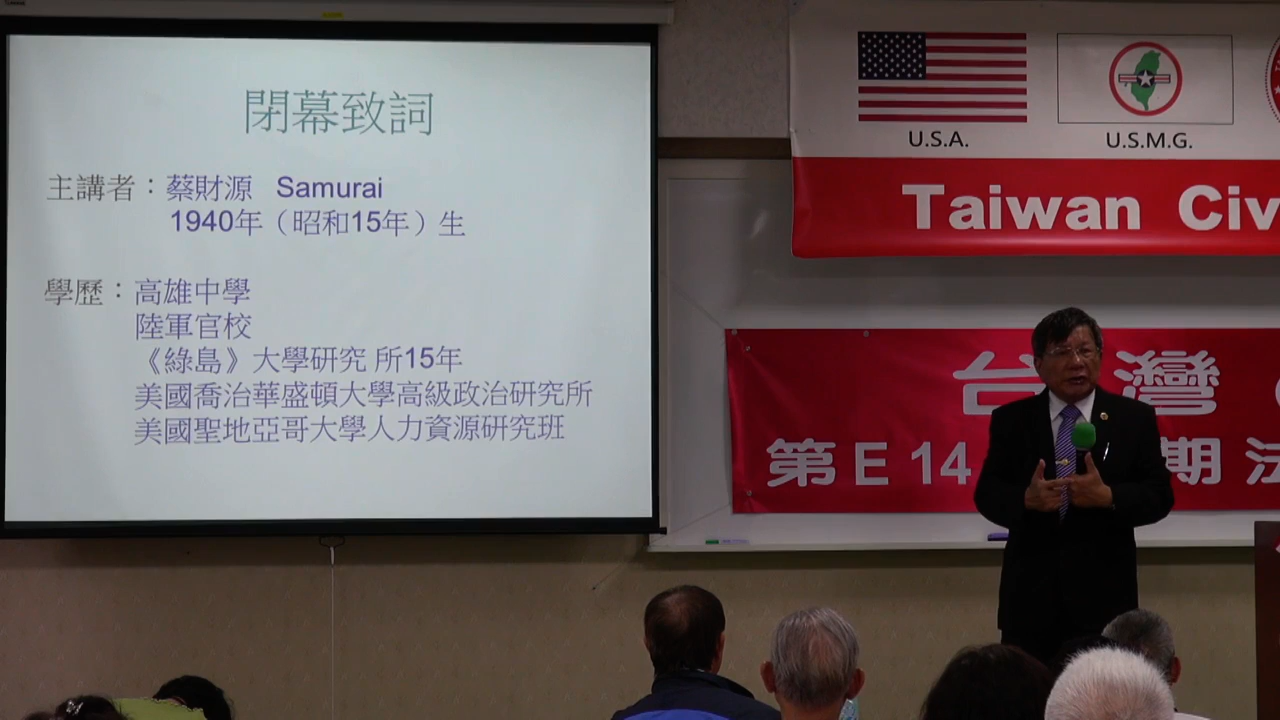 閉幕致詞
主講者：蔡財源 Samurai
1940年（昭和15年）生
學歷：高雄中學
陸軍官校
《綠島》大學研究 所15年
美國喬治華盛頓大學高級政治研究所
美國聖地亞哥大學人力資源研究班
U.S.A.
U.S.M.G.
Taiwan Civ
台灣
第E14 期 法